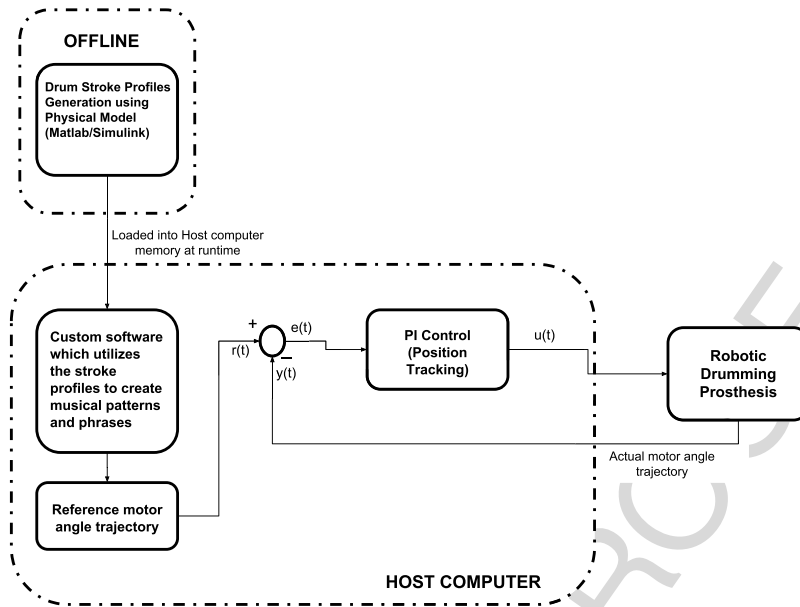 OFFLINE
Drum Stroke Profiles
Generation using
Physical Model
(Matlab/Simulink)
Loaded into Host computer
memory at runtime
Custom software
which utilizes
the stroke
profiles to create
musical patterns
and phrases
Reference motor
angle trajectory
+
r(t)
e(t)
−
y(t)
PI Control
(Position
Tracking)
u(t)
Robotic
Drumming
Prosthesis
Actual motor angle
trajectory
HOST COMPUTER